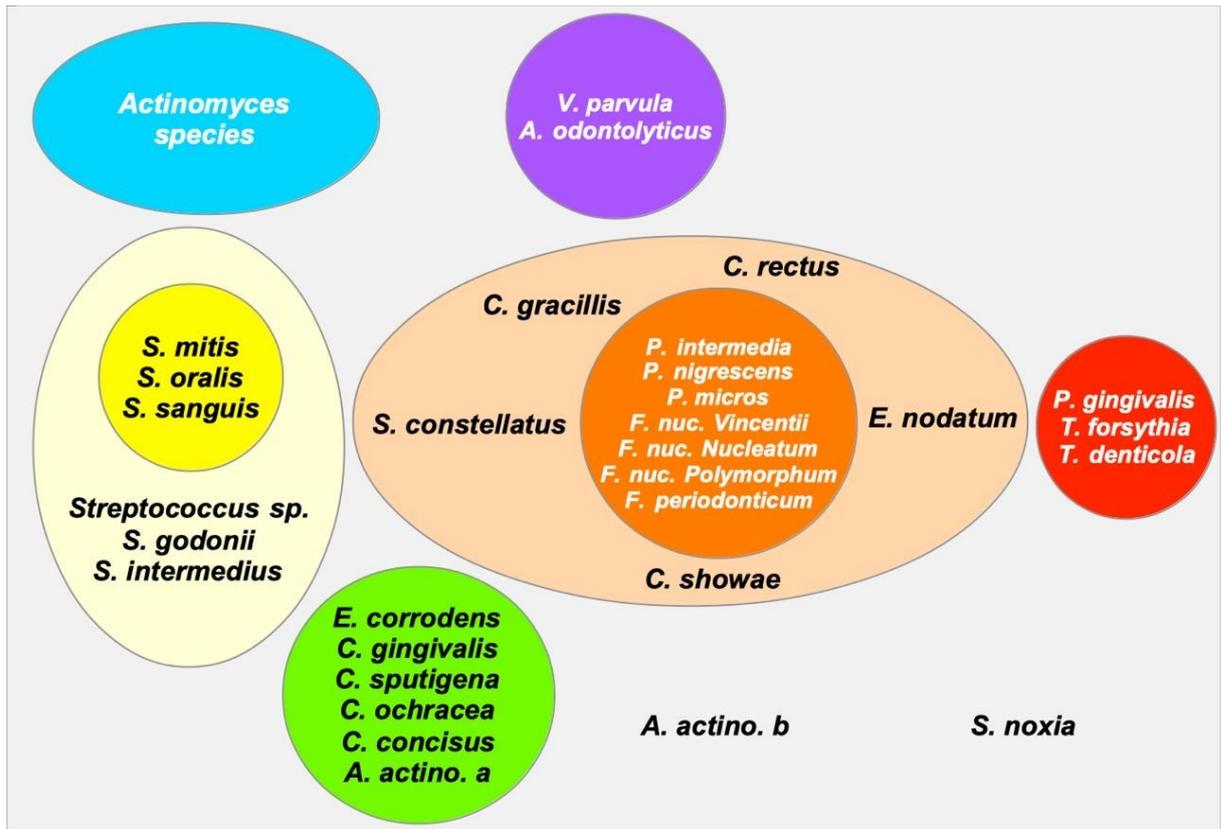 Actinomyces
species
V. parvula
A. odontolyticus
S. mitis
S. oralis
S. sanguis
Streptococcus sp.
S. godonii
S. intermedius
C. rectus
C. gracillis
S. constellatus
P. intermedia
P. nigrescens
P. micros
F. nuc. Vincentii
F. nuc. Nucleatum
F. nuc. Polymorphum
F. periodonticum
E. nodatum
C. showae
P. gingivalis
T. forsythia
T. denticola
E. corrodens
C. gingivalis
C. sputigena
C. ochracea
C. concisus
A. actino. a
A. actino. b
S. noxia